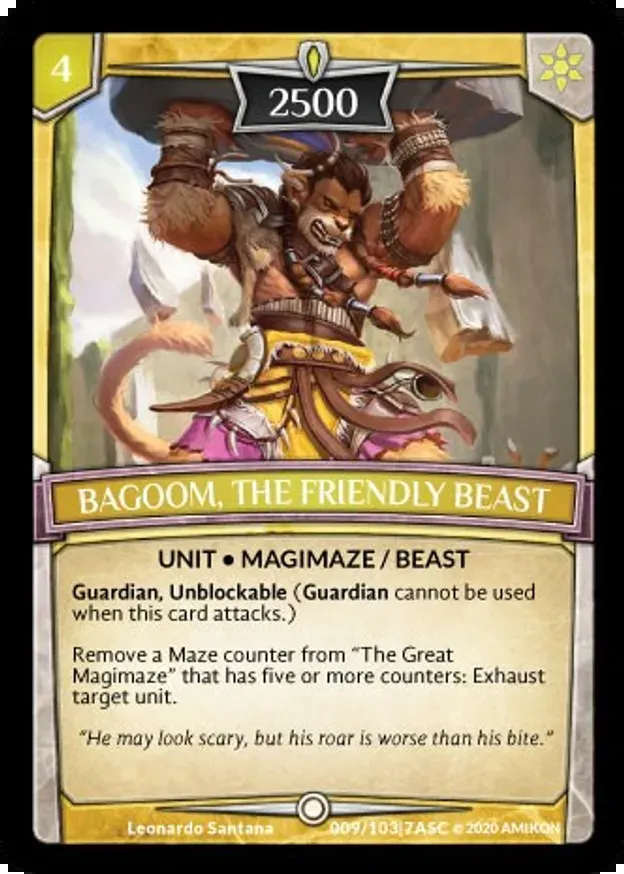 4
2500
BAGOOM, THE FRIENDLY BEAST
UNIT • MAGIMAZE / BEAST
Guardian, Unblockable (Guardian cannot be used
when this card attacks.)
Remove a Maze counter from “The Great
Magimaze” that has five or more counters: Exhaust
target unit.
“He may look scary, but his roar is worse than his bite.”
Leonardo Santana 009/103|7ASC © 2020 AMIKON